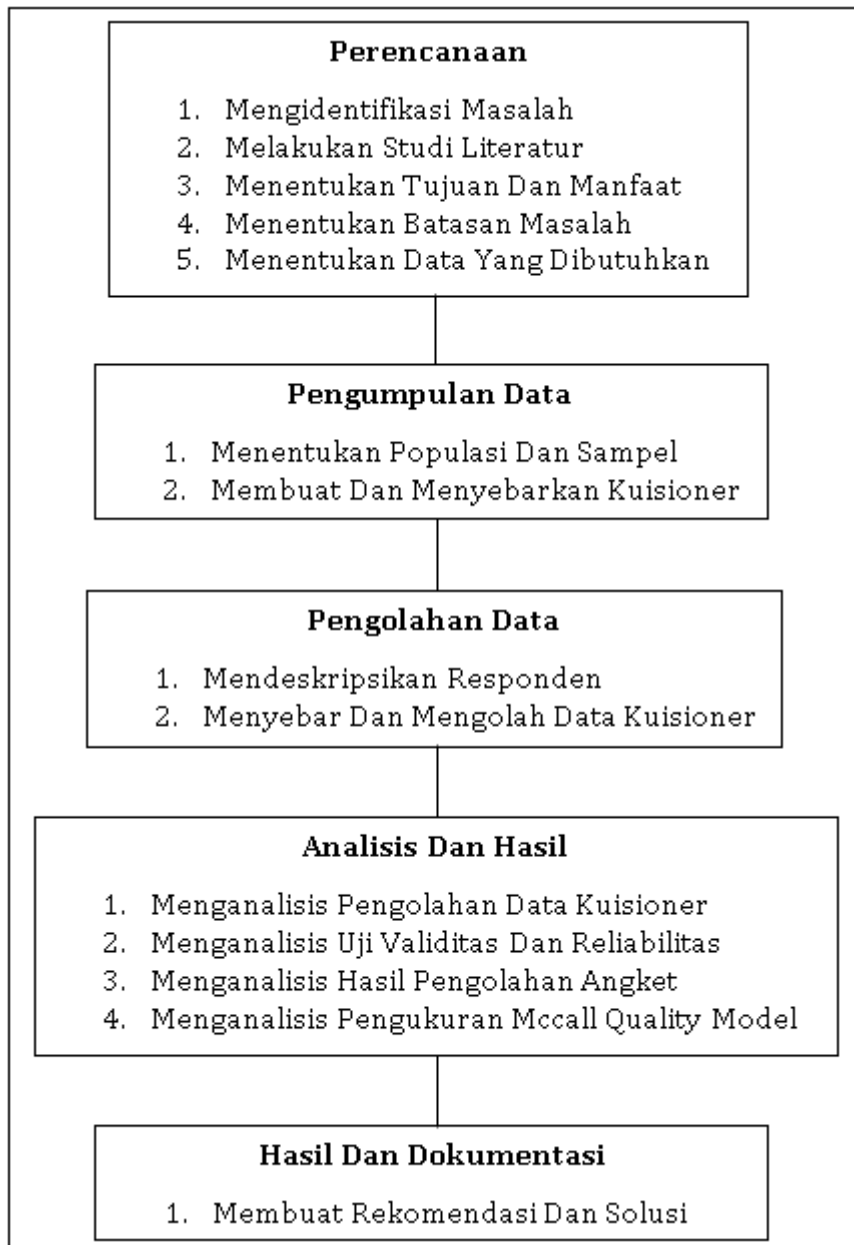 Perencanaan
1. Mengidentifikasi Masalah
2. Melakukan Studi Literatur
3. Menentukan Tujuan Dan Manfaat
4. Menentukan Batasan Masalah
5. Menentukan Data Yang Dibutuhkan
Pengumpulan Data
1. Menentukan Populasi Dan Sampel
2. Membuat Dan Menyebarkan Kuisioner
Pengolahan Data
1. Mendeskripsikan Responden
2. Menyebar Dan Mengolah Data Kuisioner
Analisis Dan Hasil
1. Menganalisis Pengolahan Data Kuisioner
2. Menganalisis Uji Validitas Dan Reliabilitas
3. Menganalisis Hasil Pengolahan Angket
4. Menganalisis Pengukuran Mccall Quality Model
Hasil Dan Dokumentasi
1. Membuat Rekomendasi Dan Solusi